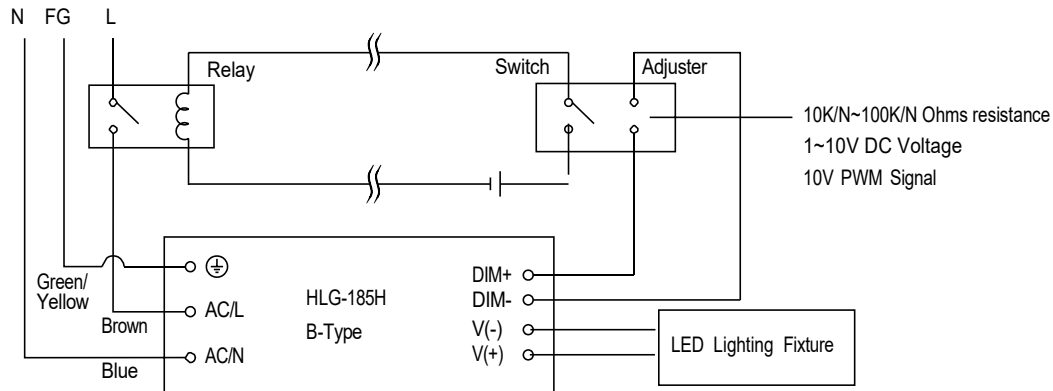 N FG L
Relay
Switch
Adjuster
10K/N~100K/N Ohms resistance
1~10V DC Voltage
10V PWM Signal
Green/
Yellow
Brown
Blue
AC/L
AC/N
HLG-185H
B-Type
DIM+
DIM-
V(-)
V(+)
LED Lighting Fixture